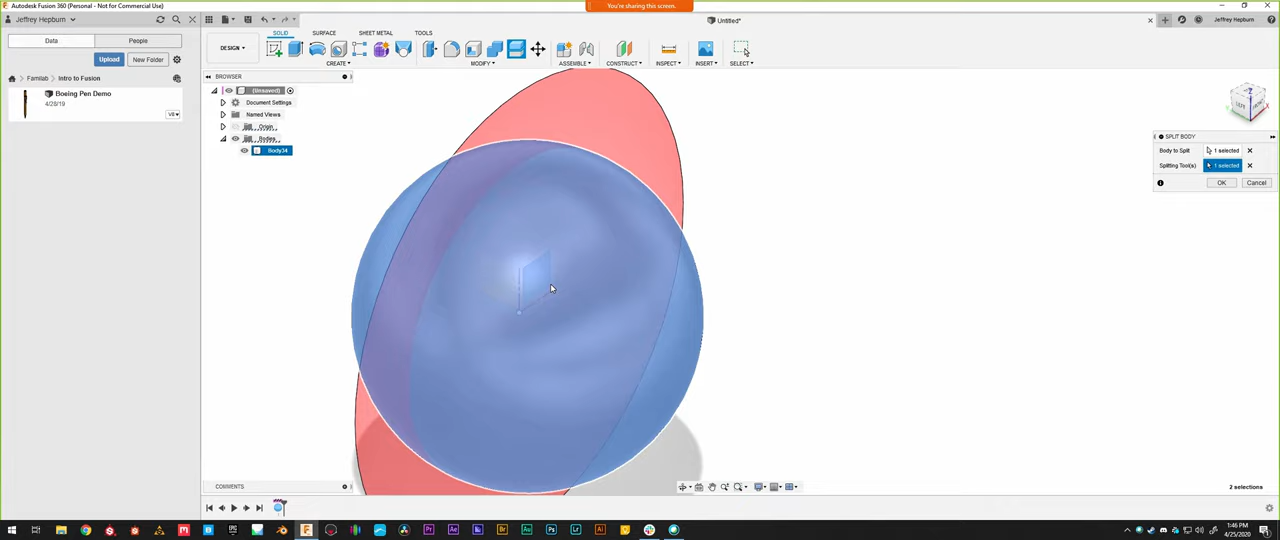 Autodesk Fusion 360 (Personal - Not for Commercial Use)
You're sharing this screen.
Jeffrey Hepburn
Untitled*
Jeffrey Hepburn
Data
People
Upload
New Folder
Familab
Intro to Fusion
Boeing Pen Demo
4/28/19
V8
DESIGN
SOLID
SURFACE
SHEET METAL
TOOLS
CREATE
MODIFY
ASSEMBLE
CONSTRUCT
INSPECT
INSERT
SELECT
BROWSER
(Unsaved)
Document Settings
Named Views
Origin
Bodies
Body34
Z
X
LEFT
FRONT
SPLIT BODY
Body to Split
1 selected
Splitting Tool(s)
1 selected
OK
Cancel
COMMENTS
2 selections
1:46 PM
4/25/2020